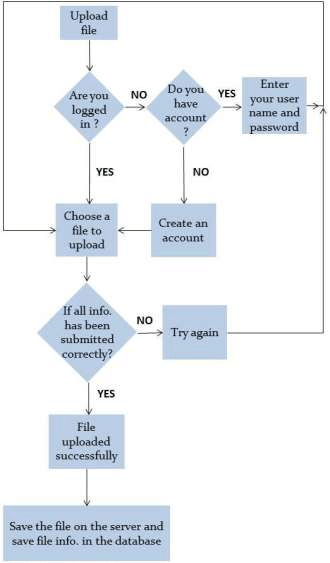 Upload
file
Are you
logged
in ?
NO
Do you
have
account
?
YES
Enter
your user
name and
password
YES
NO
Choose a
file to
upload
Create an
account
If all info.
has been
submitted
correctly?
NO
Try again
YES
File
uploaded
successfully
Save the file on the server and
save file info. in the database